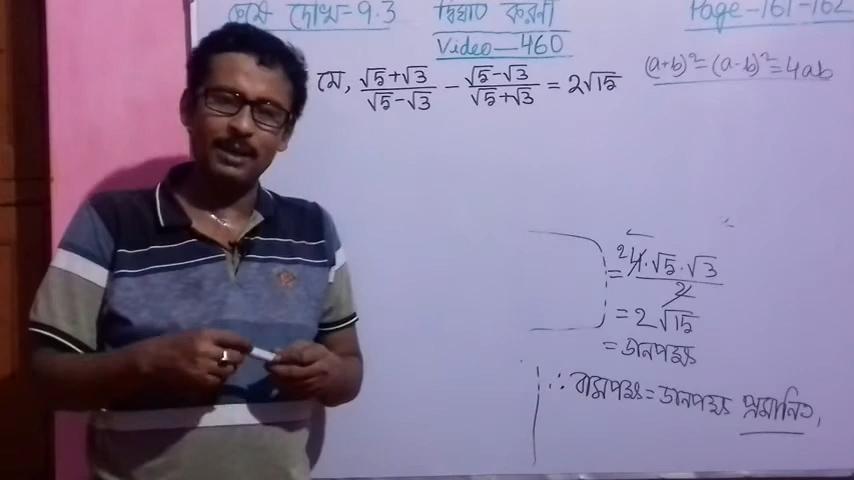 কষে দেখি-9.3 দ্বিঘাত করণী Page-161-162
Video-460
(a+b)²-(a-b)²=4ab
√5+√3/√5-√3 - √5-√3/√5+√3 = 2√15
= ²4·√5·√3/2
= 2√15
= ডানপক্ষ
∴ বামপক্ষ = ডানপক্ষ প্রমানিত,